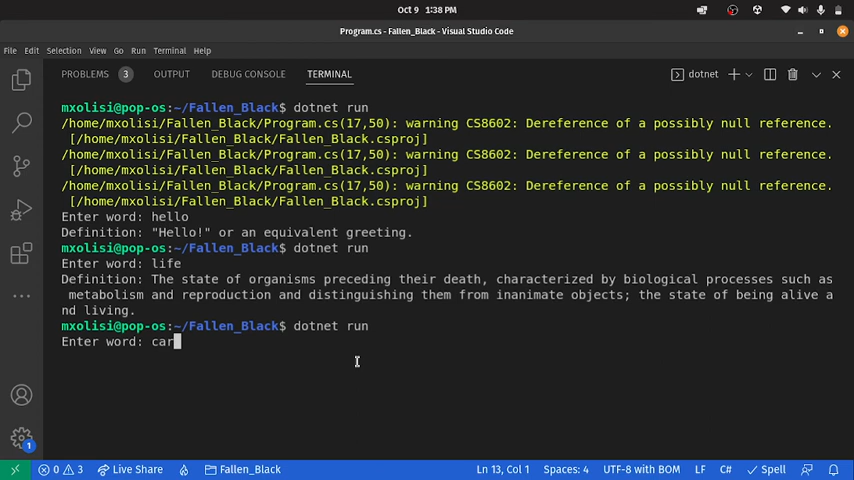 Oct 9 1:38 PM
Program.cs - Fallen_Black - Visual Studio Code
File Edit Selection View Go Run Terminal Help
PROBLEMS 3 OUTPUT DEBUG CONSOLE TERMINAL dotnet
mxolisi@pop-os:~/Fallen_Black$ dotnet run
/home/mxolisi/Fallen_Black/Program.cs(17,50): warning CS8602: Dereference of a possibly null reference.
[/home/mxolisi/Fallen_Black/Fallen_Black.csproj]
/home/mxolisi/Fallen_Black/Program.cs(17,50): warning CS8602: Dereference of a possibly null reference.
[/home/mxolisi/Fallen_Black/Fallen_Black.csproj]
/home/mxolisi/Fallen_Black/Program.cs(17,50): warning CS8602: Dereference of a possibly null reference.
[/home/mxolisi/Fallen_Black/Fallen_Black.csproj]
Enter word: hello
Definition: "Hello!" or an equivalent greeting.
mxolisi@pop-os:~/Fallen_Black$ dotnet run
Enter word: life
Definition: The state of organisms preceding their death, characterized by biological processes such as
metabolism and reproduction and distinguishing them from inanimate objects; the state of being alive a
nd living.
mxolisi@pop-os:~/Fallen_Black$ dotnet run
Enter word: car
1
0 3 Live Share Fallen_Black Ln 13, Col 1 Spaces: 4 UTF-8 with BOM LF C# Spell